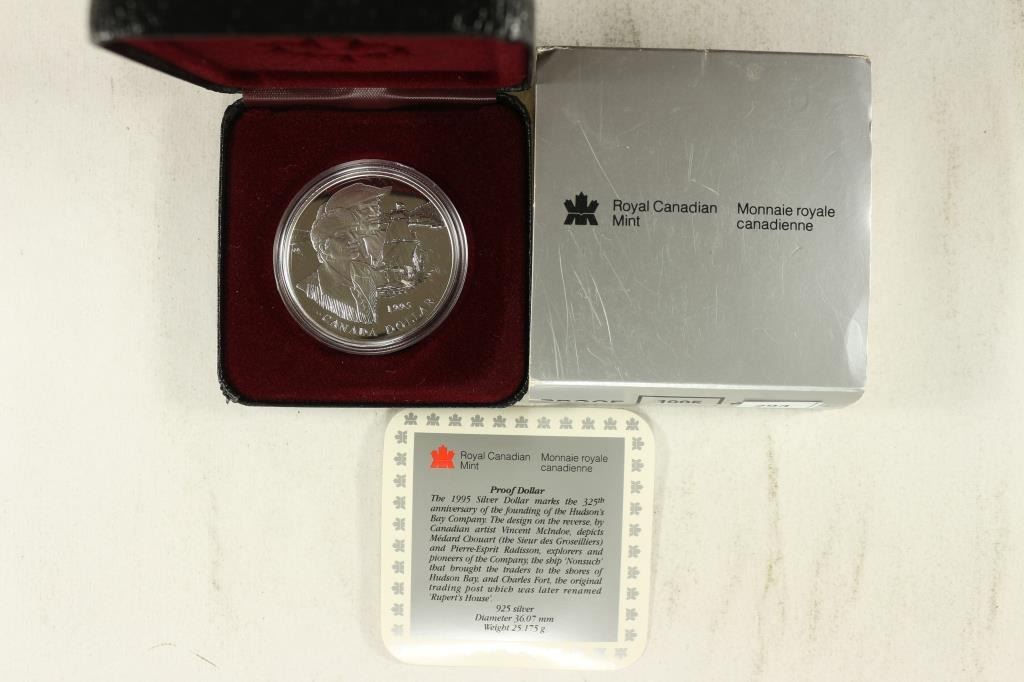 Royal Canadian
Mint
Monnaie royale
canadienne
1995
CANADA DOLLAR
Royal Canadian
Mint
Monnaie royale
canadienne
Proof Dollar
The 1995 Silver Dollar marks the 325th
anniversary of the founding of the Hudson's
Bay Company. The design on the reverse, by
Canadian artist Vincent McIndoe, depicts
Médard Chouart (the Sieur des Groseilliers)
and Pierre-Esprit Radisson, explorers and
pioneers of the Company, the ship 'Nonsuch'
that brought the traders to the shores of
Hudson Bay, and Charles Fort, the original
trading post which was later renamed
'Rupert's House'.
925 silver
Diameter 36.07 mm
Weight 25.175 g